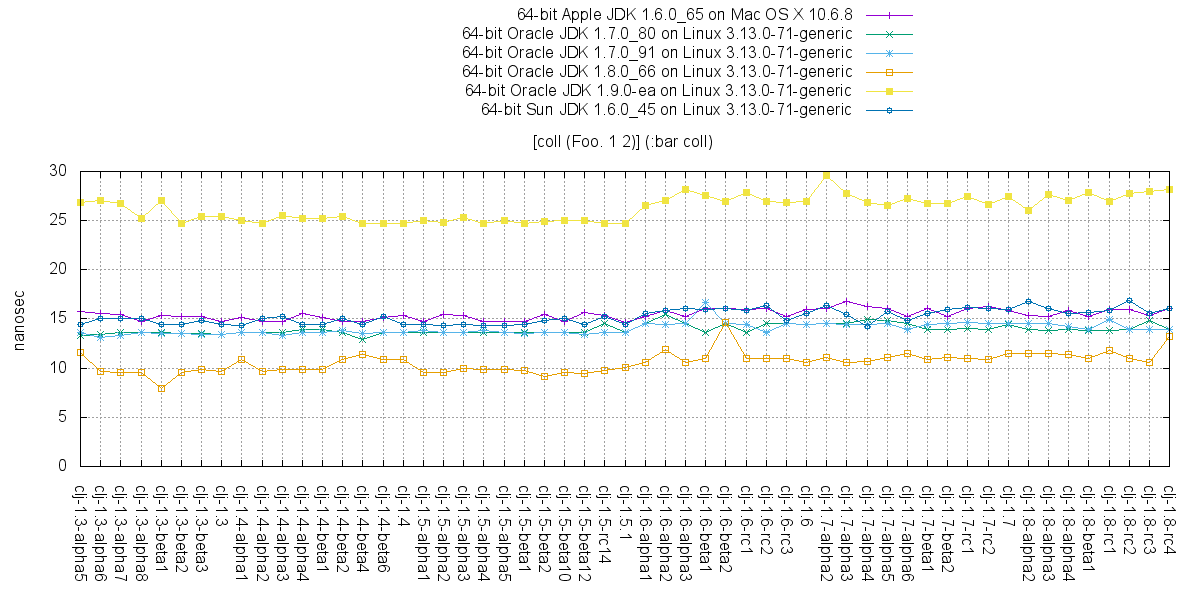 64-bit Apple JDK 1.6.0_65 on Mac OS X 10.6.8
64-bit Oracle JDK 1.7.0_80 on Linux 3.13.0-71-generic
64-bit Oracle JDK 1.7.0_91 on Linux 3.13.0-71-generic
64-bit Oracle JDK 1.8.0_66 on Linux 3.13.0-71-generic
64-bit Oracle JDK 1.9.0-ea on Linux 3.13.0-71-generic
64-bit Sun JDK 1.6.0_45 on Linux 3.13.0-71-generic
[coll (Foo. 1 2)] (:bar coll)
nanosec
30
25
20
15
10
5
0
clj-1.3-alpha5
clj-1.3-alpha6
clj-1.3-alpha7
clj-1.3-alpha8
clj-1.3-beta1
clj-1.3-beta2
clj-1.3-beta3
clj-1.3
clj-1.4-alpha1
clj-1.4-alpha2
clj-1.4-alpha3
clj-1.4-alpha4
clj-1.4-beta1
clj-1.4-beta2
clj-1.4-beta4
clj-1.4-beta6
clj-1.4
clj-1.5-alpha1
clj-1.5-alpha2
clj-1.5-alpha3
clj-1.5-alpha4
clj-1.5-alpha5
clj-1.5-beta1
clj-1.5-beta2
clj-1.5-beta10
clj-1.5-beta12
clj-1.5-rc14
clj-1.5.1
clj-1.6-alpha1
clj-1.6-alpha2
clj-1.6-alpha3
clj-1.6-beta1
clj-1.6-beta2
clj-1.6-rc1
clj-1.6-rc2
clj-1.6-rc3
clj-1.6
clj-1.7-alpha2
clj-1.7-alpha3
clj-1.7-alpha4
clj-1.7-alpha5
clj-1.7-alpha6
clj-1.7-beta1
clj-1.7-beta2
clj-1.7-rc1
clj-1.7-rc2
clj-1.7
clj-1.8-alpha2
clj-1.8-alpha3
clj-1.8-alpha4
clj-1.8-beta1
clj-1.8-rc1
clj-1.8-rc2
clj-1.8-rc3
clj-1.8-rc4